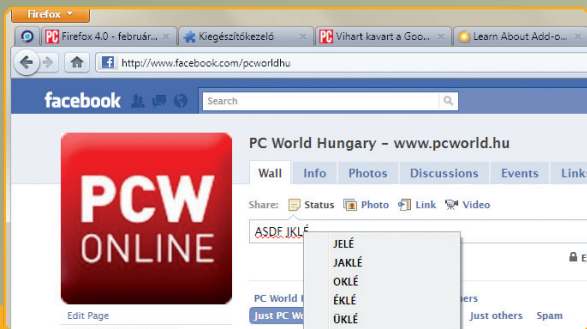 Firefox
Firefox 4.0 - február... Kiegészítőkezelő Vihart kavart a Goo... Learn About Add-o...
http://www.facebook.com/pcworldhu
facebook Search
PC World Hungary – www.pcworld.hu
Wall Info Photos Discussions Events Link
Share: Status Photo Link Video
ASDF JKLÉ
JELÉ
JAKLÉ
OKLÉ
ÉKLÉ
ÜKLÉ
PCW
ONLINE
Edit Page
PC World
Just PC Just others Spam